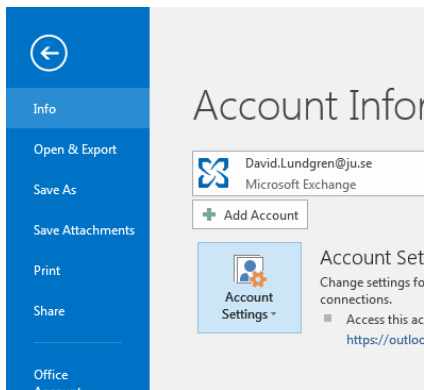 Account Infor
Info
Open & Export
Save As
Save Attachments
Print
Share
Office
David.Lundgren@ju.se
Microsoft Exchange
Add Account
Account
Settings
Account Set
Change settings fo
connections.
Access this ac
https://outloo